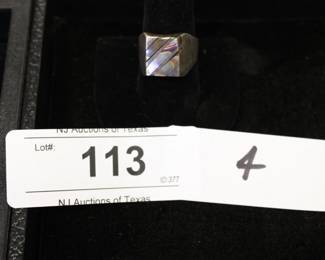 NJ Auctions of Texas
Lot#:
113
4
© 377
NJ Auctions of Texas